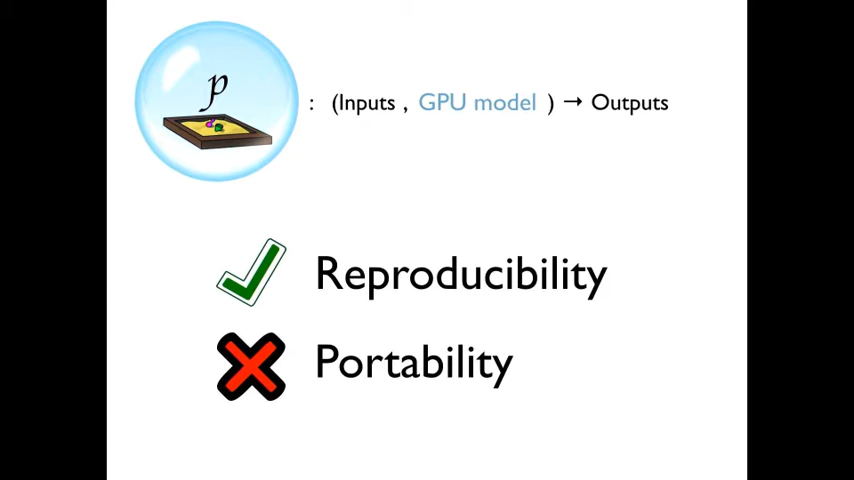 p : (Inputs , GPU model ) → Outputs
Reproducibility
Portability